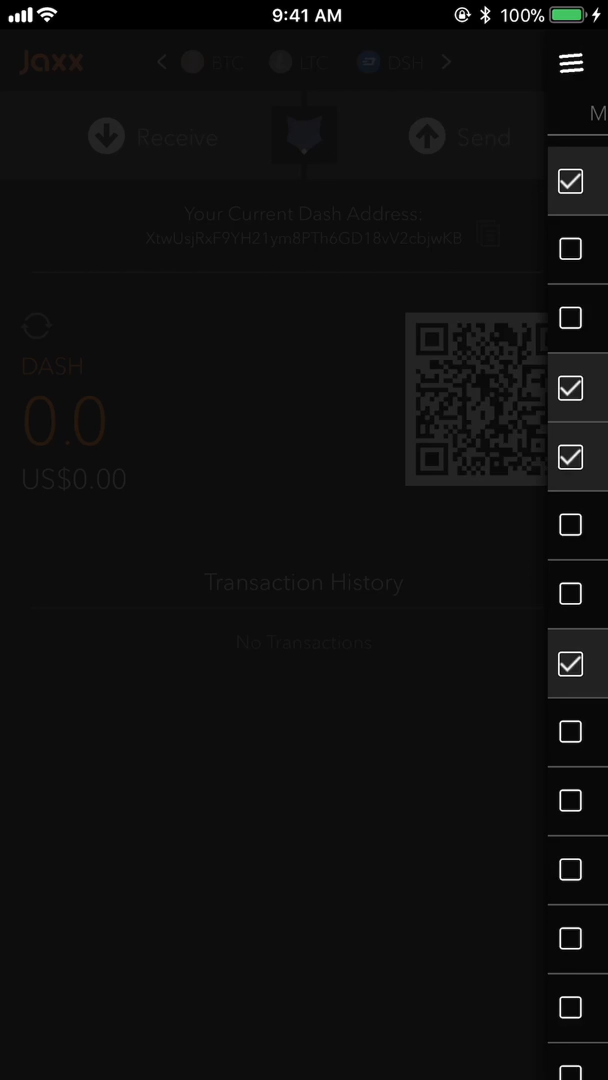 9:41 AM 100%
Jaxx BTC LTC DSH
M
Receive Send
Your Current Dash Address:
XtwUsjRxF9YH21ym8PTh6GD18vV2cbjwKB
DASH
0.0
US$0.00
Transaction History
No Transactions